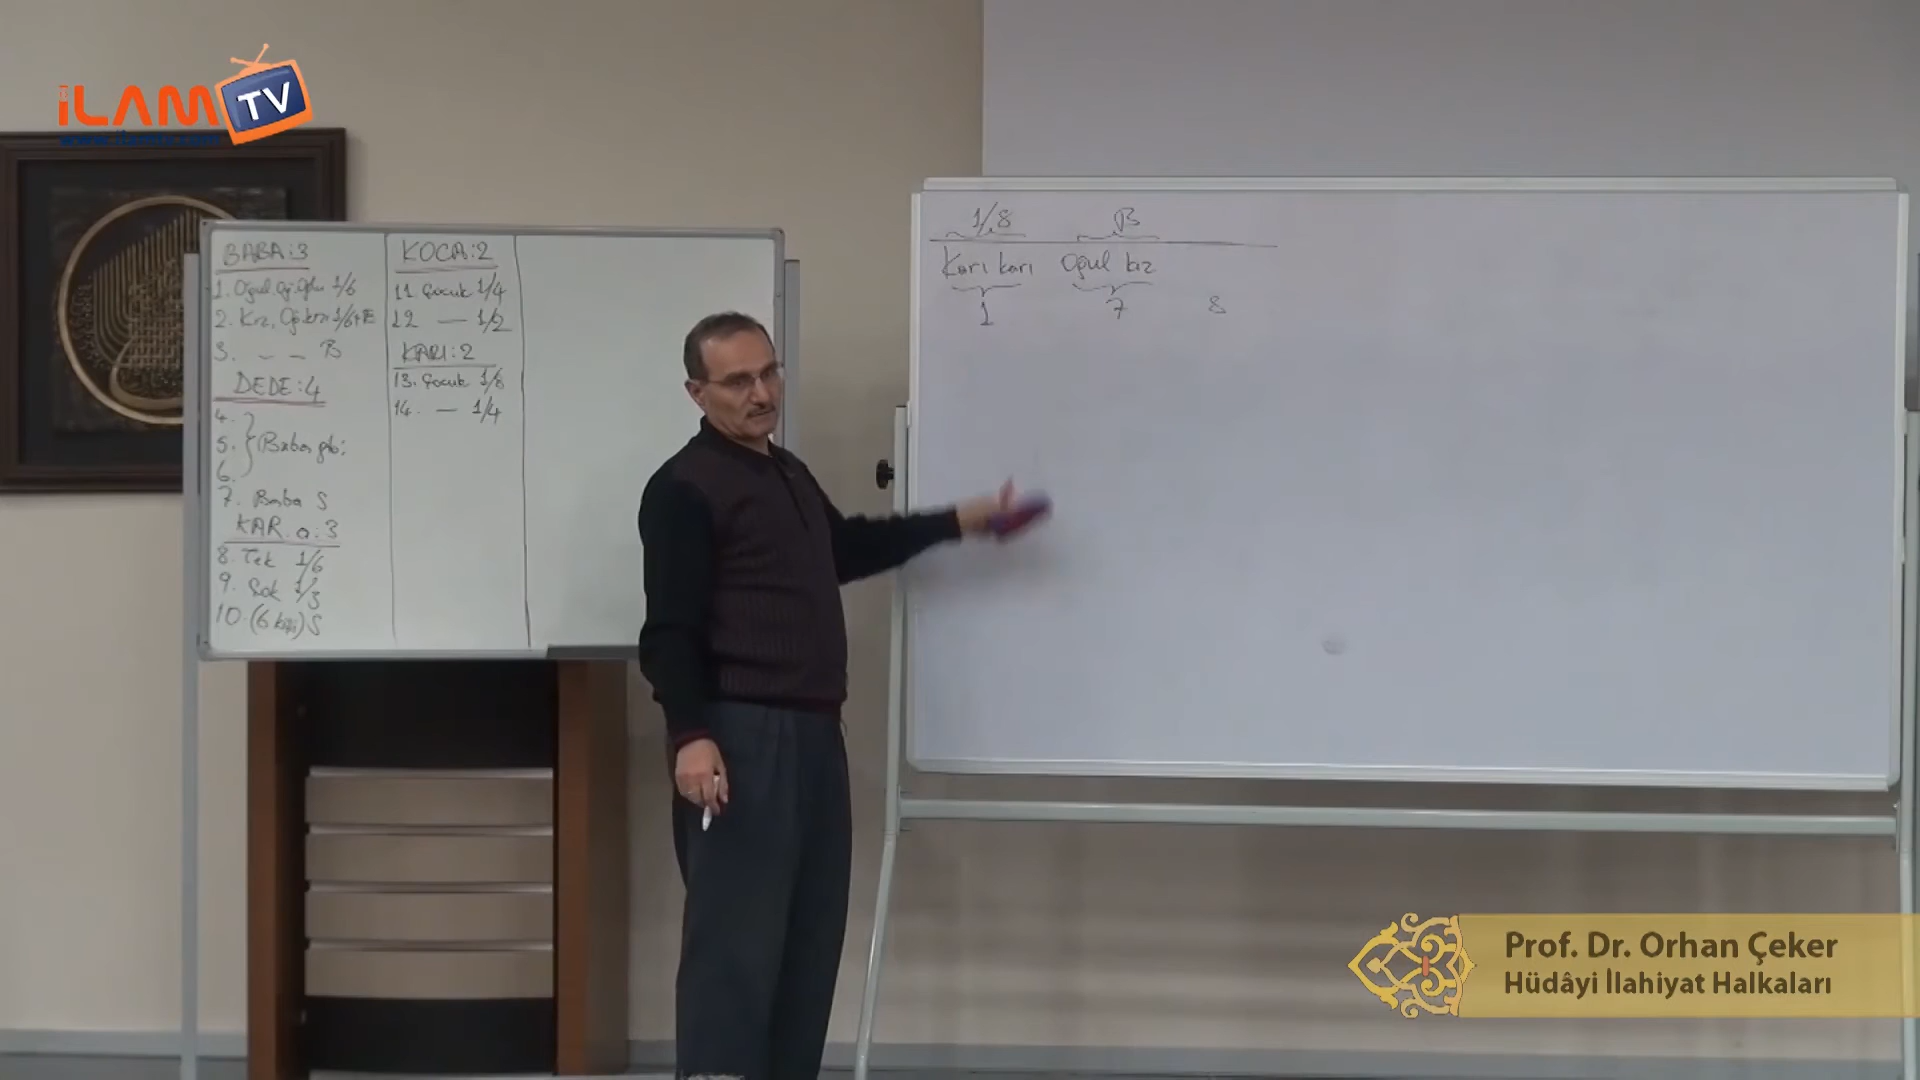 iLAM TV
BABA:3
1. Oğul, Oğ. Oğlu 1/6
2. Kız, Oğ. kızı 1/6+B
3. — — B
DEDE:4
4.
5. Baba gibi
6.
7. Baba S
KAR. a:3
8. Tek 1/6
9. Çok 1/3
10. (6 kişi) S
KOCA:2
11. Çocuk 1/4
12 — 1/2
KARI:2
13. Çocuk 1/8
14. — 1/4
1/8 B
Karı karı Oğul kız
1 7 8
Prof. Dr. Orhan Çeker
Hüdâyi İlahiyat Halkaları